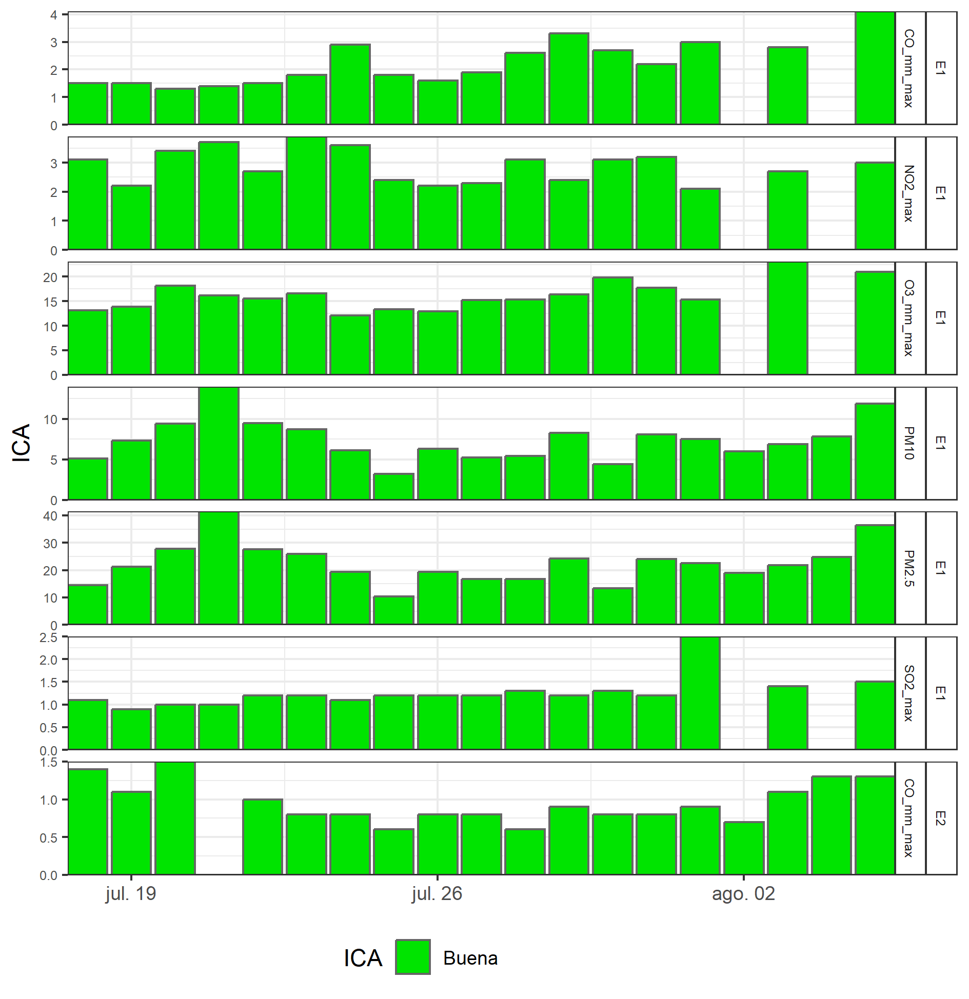 4
3
2
1
0
CO_mm_max
E1
3
2
1
0
NO2_max
E1
20
15
10
5
0
O3_mm_max
E1
10
5
0
PM10
E1
40
30
20
10
0
PM2.5
E1
2.5
2.0
1.5
1.0
0.5
0.0
SO2_max
E1
1.5
1.0
0.5
0.0
CO_mm_max
E2
ICA
jul. 19
jul. 26
ago. 02
ICA
Buena